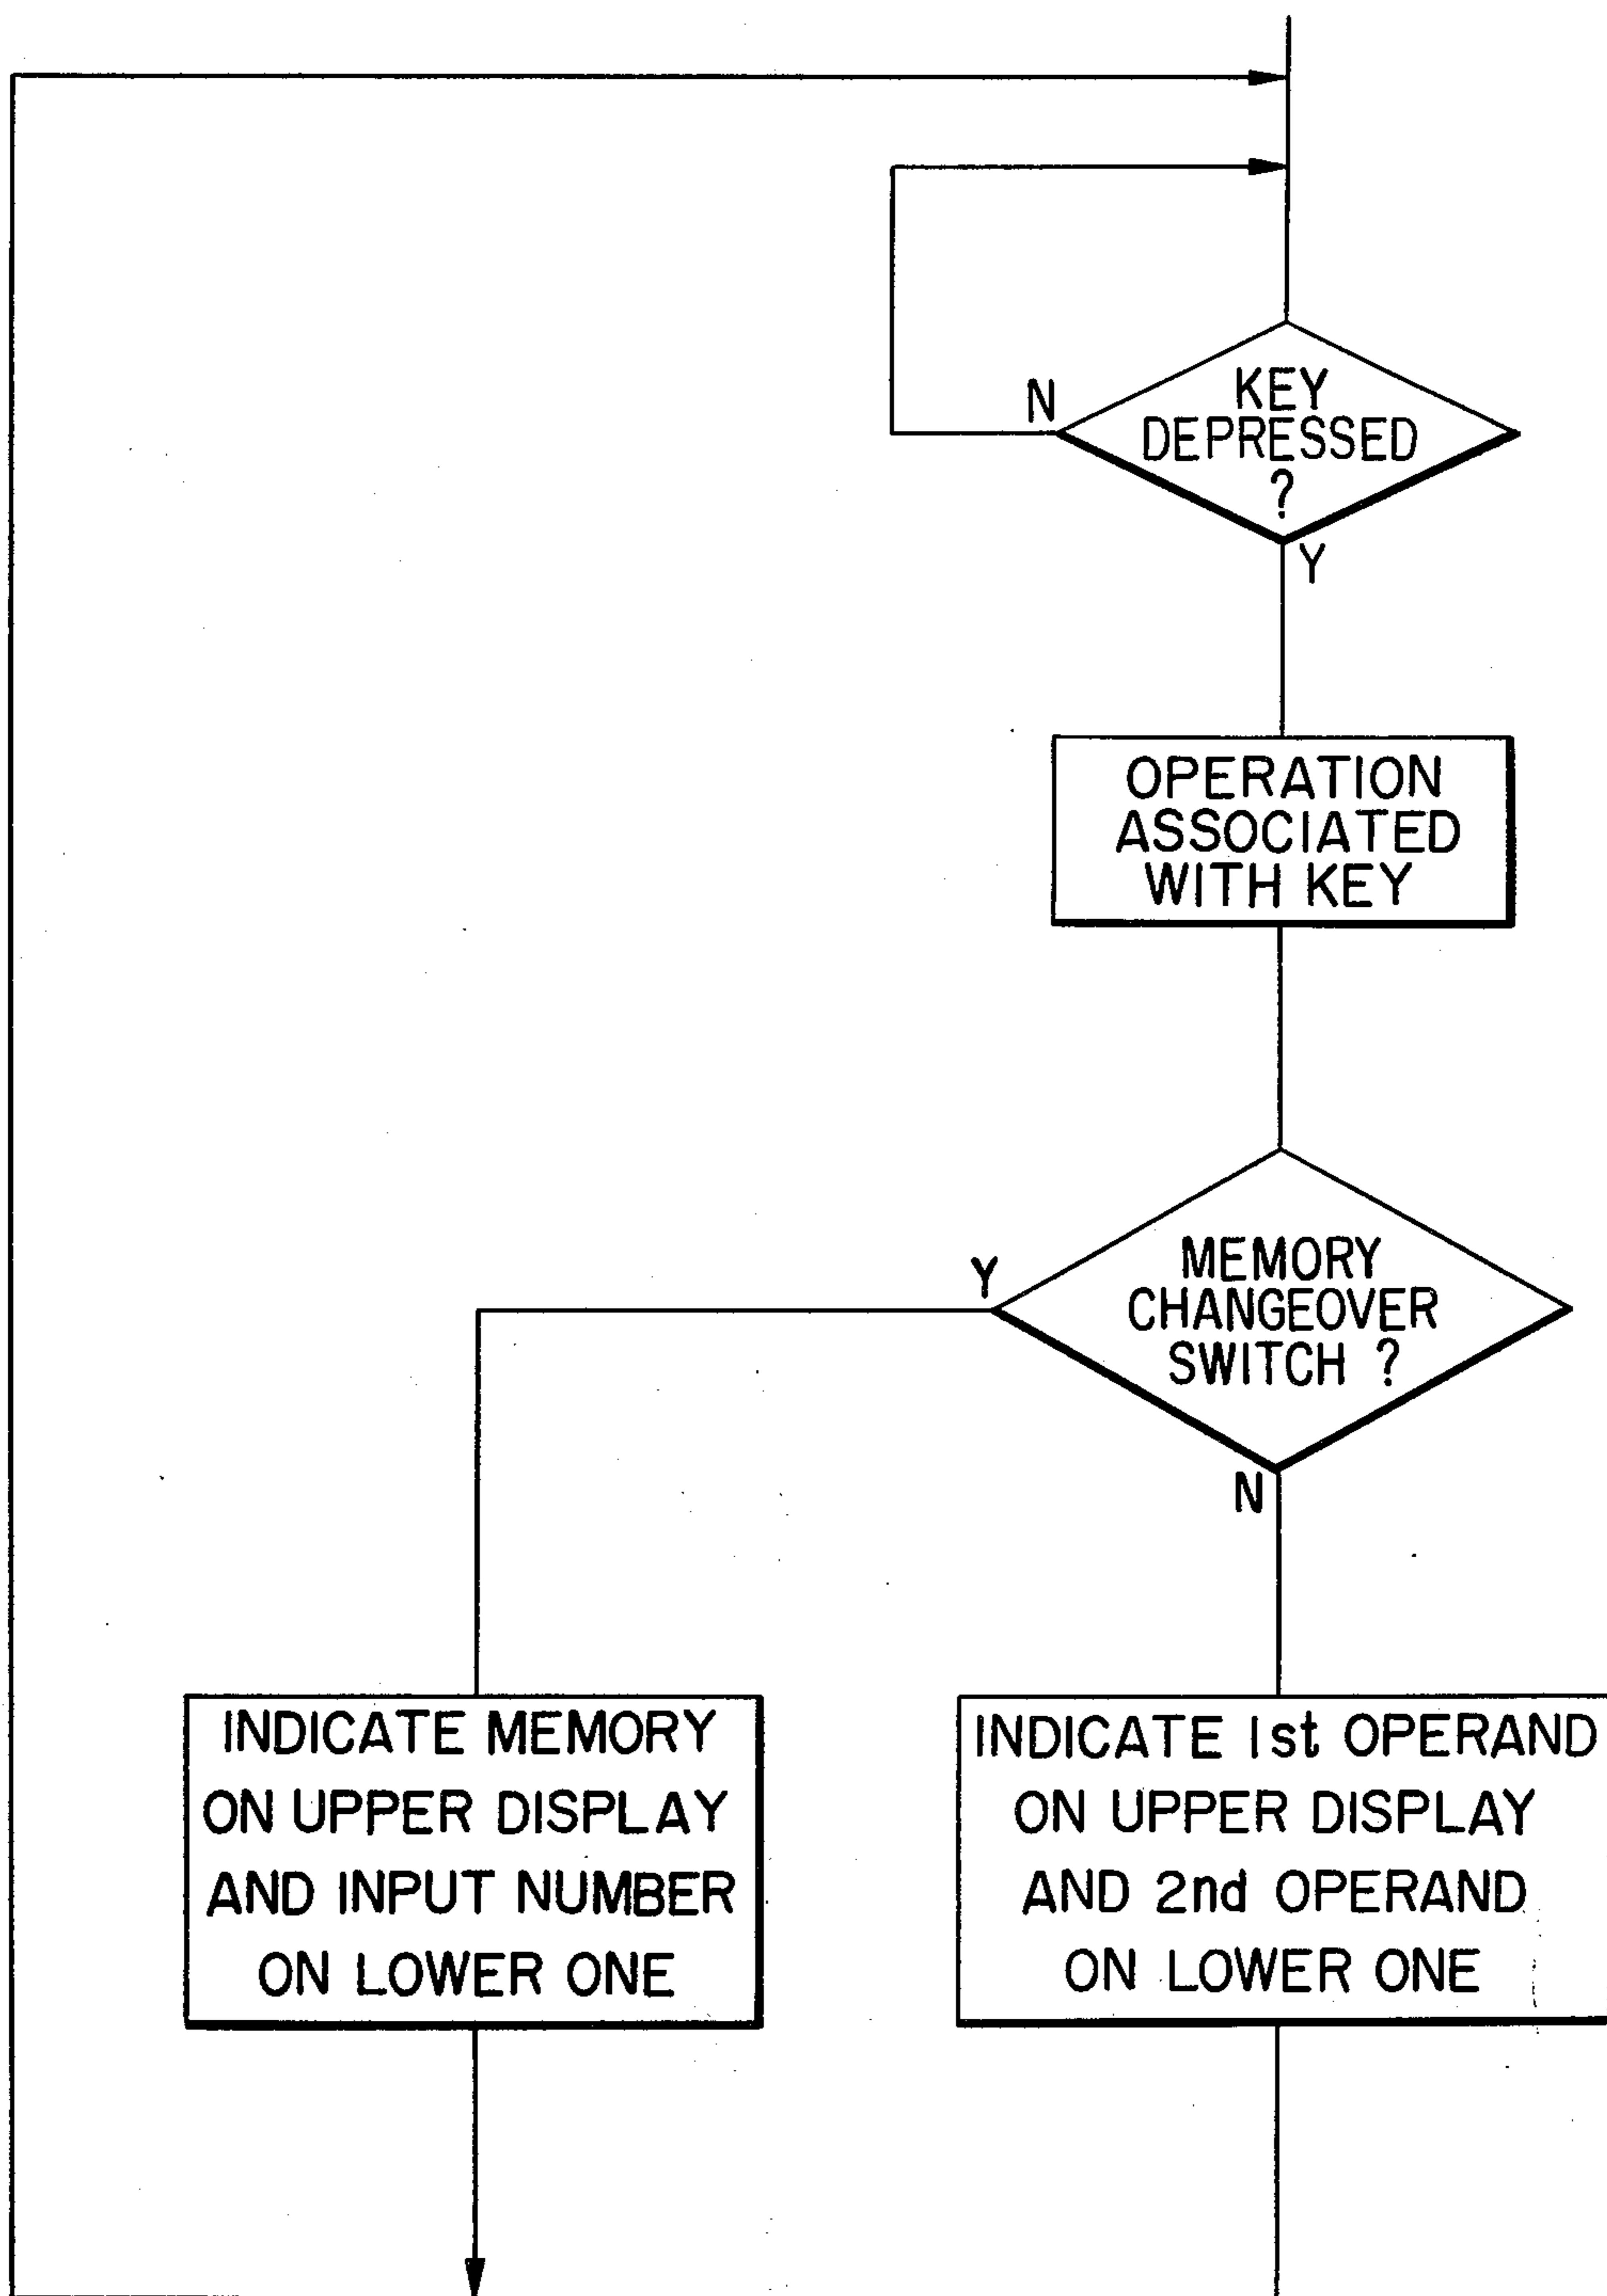 N
KEY
DEPRESSED
?
Y
OPERATION
ASSOCIATED
WITH KEY
Y
MEMORY
CHANGEOVER
SWITCH ?
N
INDICATE MEMORY
ON UPPER DISPLAY
AND INPUT NUMBER
ON LOWER ONE
INDICATE 1st OPERAND
ON UPPER DISPLAY
AND 2nd OPERAND
ON LOWER ONE